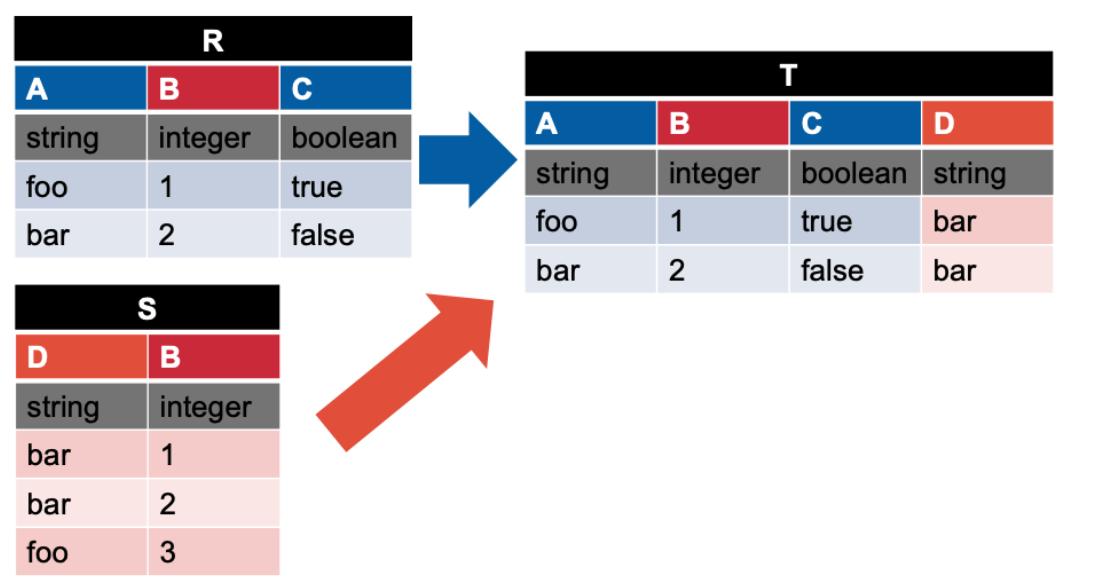 R
A B C
string integer boolean
foo 1 true
bar 2 false
S
D B
string integer
bar 1
bar 2
foo 3
T
A B C D
string integer boolean string
foo 1 true bar
bar 2 false bar